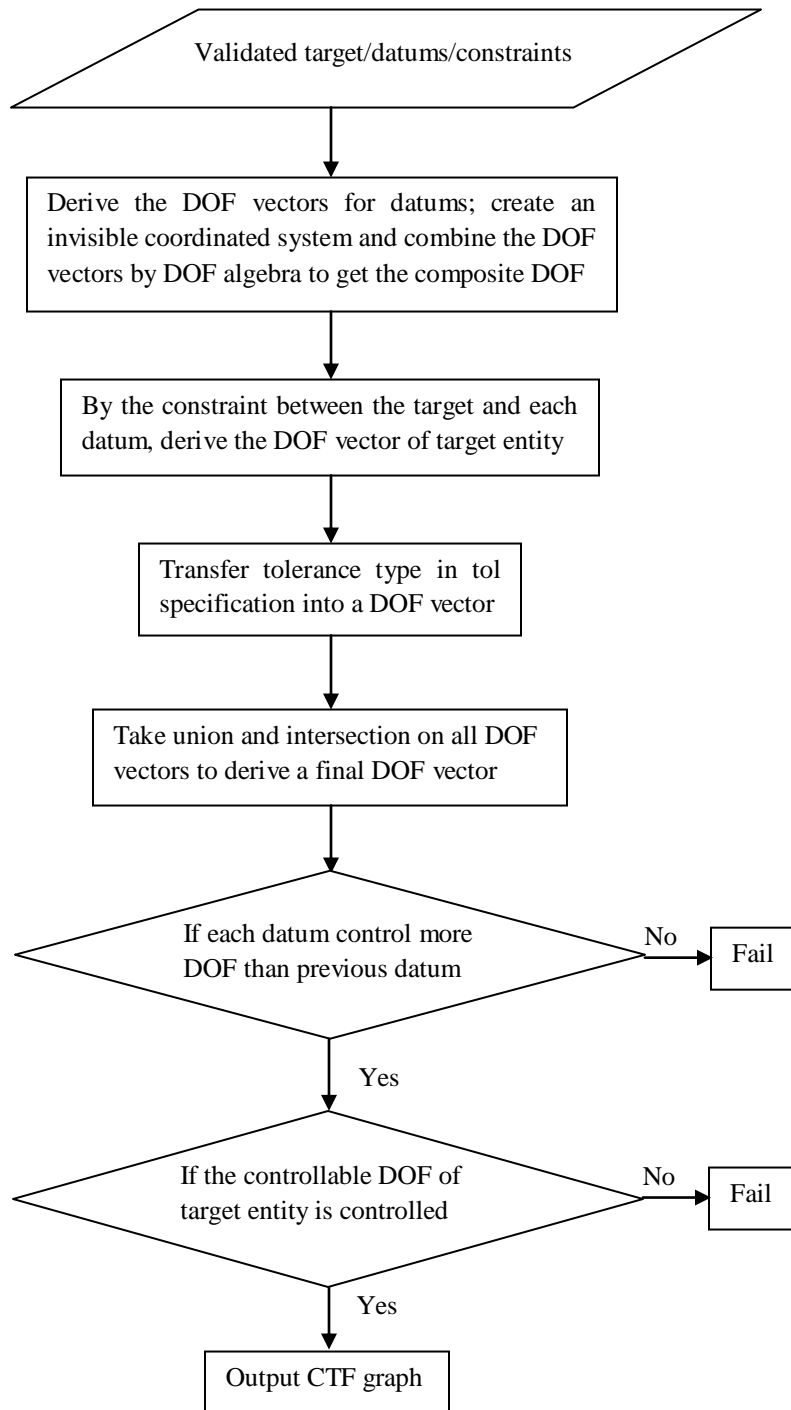 Validated target/datums/constraints
Derive the DOF vectors for datums; create an
invisible coordinated system and combine the DOF
vectors by DOF algebra to get the composite DOF
By the constraint between the target and each
datum, derive the DOF vector of target entity
Transfer tolerance type in tol
specification into a DOF vector
Take union and intersection on all DOF
vectors to derive a final DOF vector
If each datum control more
DOF than previous datum
No
Fail
Yes
If the controllable DOF of
target entity is controlled
No
Fail
Yes
Output CTF graph